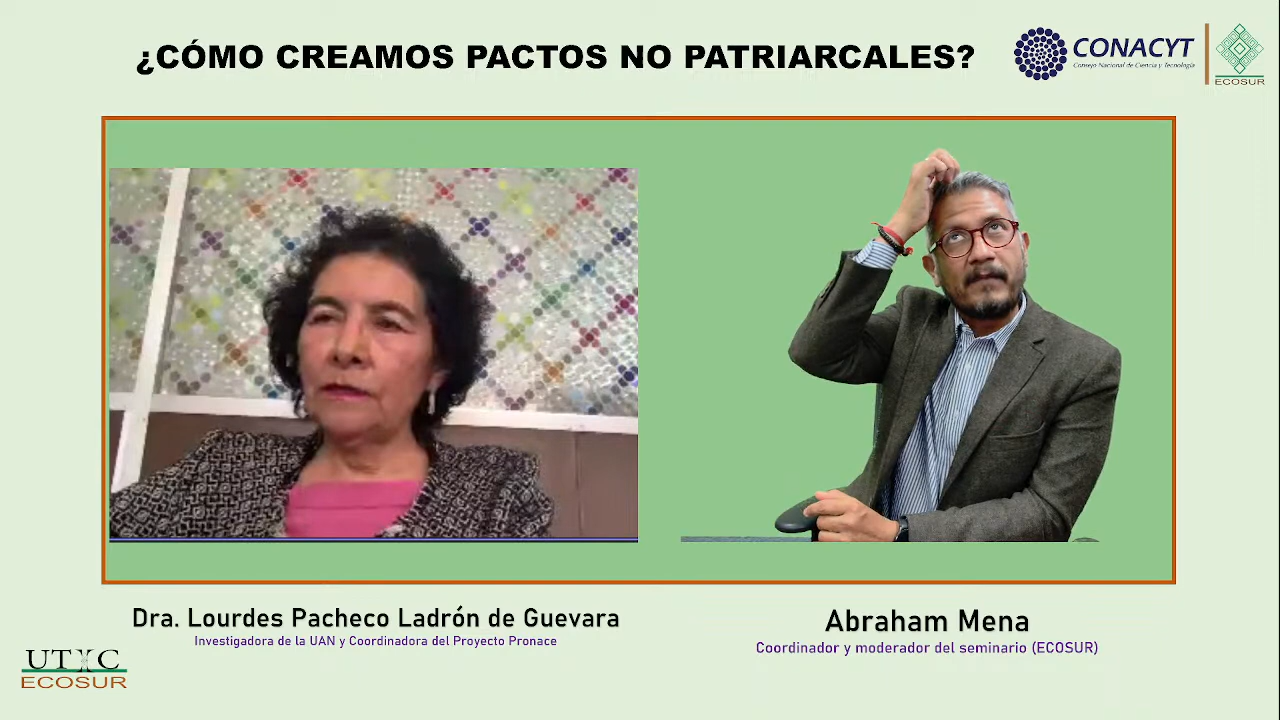 ¿CÓMO CREAMOS PACTOS NO PATRIARCALES?
CONACYT
Consejo Nacional de Ciencia y Tecnología
ECOSUR
Dra. Lourdes Pacheco Ladrón de Guevara
Investigadora de la UAN y Coordinadora del Proyecto Pronace
Abraham Mena
Coordinador y moderador del seminario (ECOSUR)
UTIC
ECOSUR